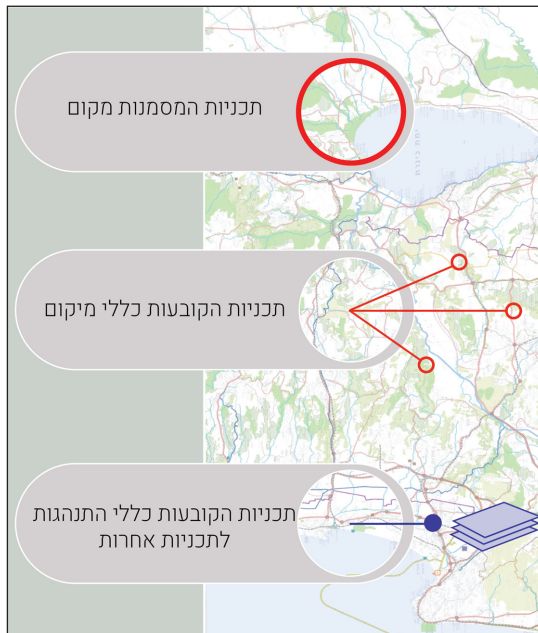 תכניות המסמנות מקום
תכניות הקובעות כללי מיקום
תכניות הקובעות כללי התנהגות
לתכניות אחרות